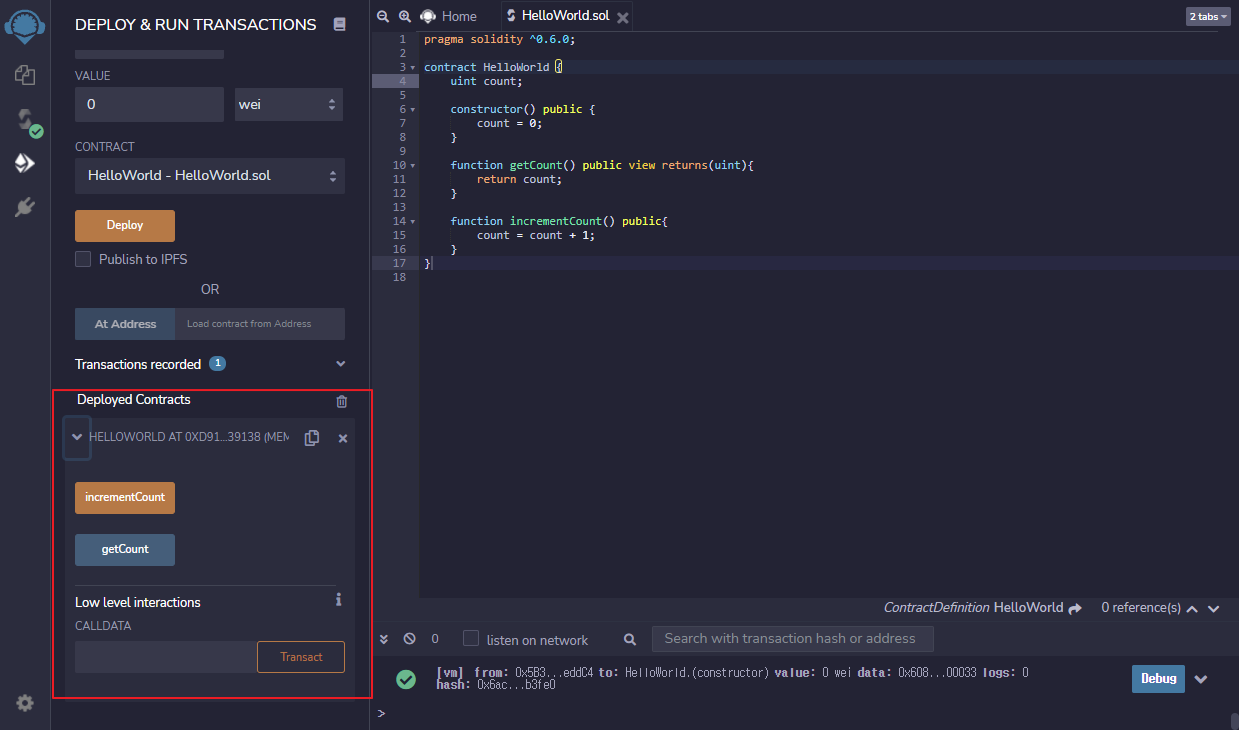 DEPLOY & RUN TRANSACTIONS
VALUE
0
wei
CONTRACT
HelloWorld - HelloWorld.sol
Deploy
Publish to IPFS
OR
At Address
Load contract from Address
Transactions recorded 1
Deployed Contracts
HELLOWORLD AT 0XD91...39138 (MEM
incrementCount
getCount
Low level interactions
CALLDATA
Transact
Home
HelloWorld.sol
2 tabs
1 pragma solidity ^0.6.0;
2
3 contract HelloWorld {
4 uint count;
5
6 constructor() public {
7 count = 0;
8 }
9
10 function getCount() public view returns(uint){
11 return count;
12 }
13
14 function incrementCount() public{
15 count = count + 1;
16 }
17 }
18
ContractDefinition HelloWorld 0 reference(s)
0
listen on network
Search with transaction hash or address
[vm] from: 0x5B3...eddC4 to: HelloWorld.(constructor) value: 0 wei data: 0x608...00033 logs: 0
hash: 0x6ac...b3fe0
Debug
>